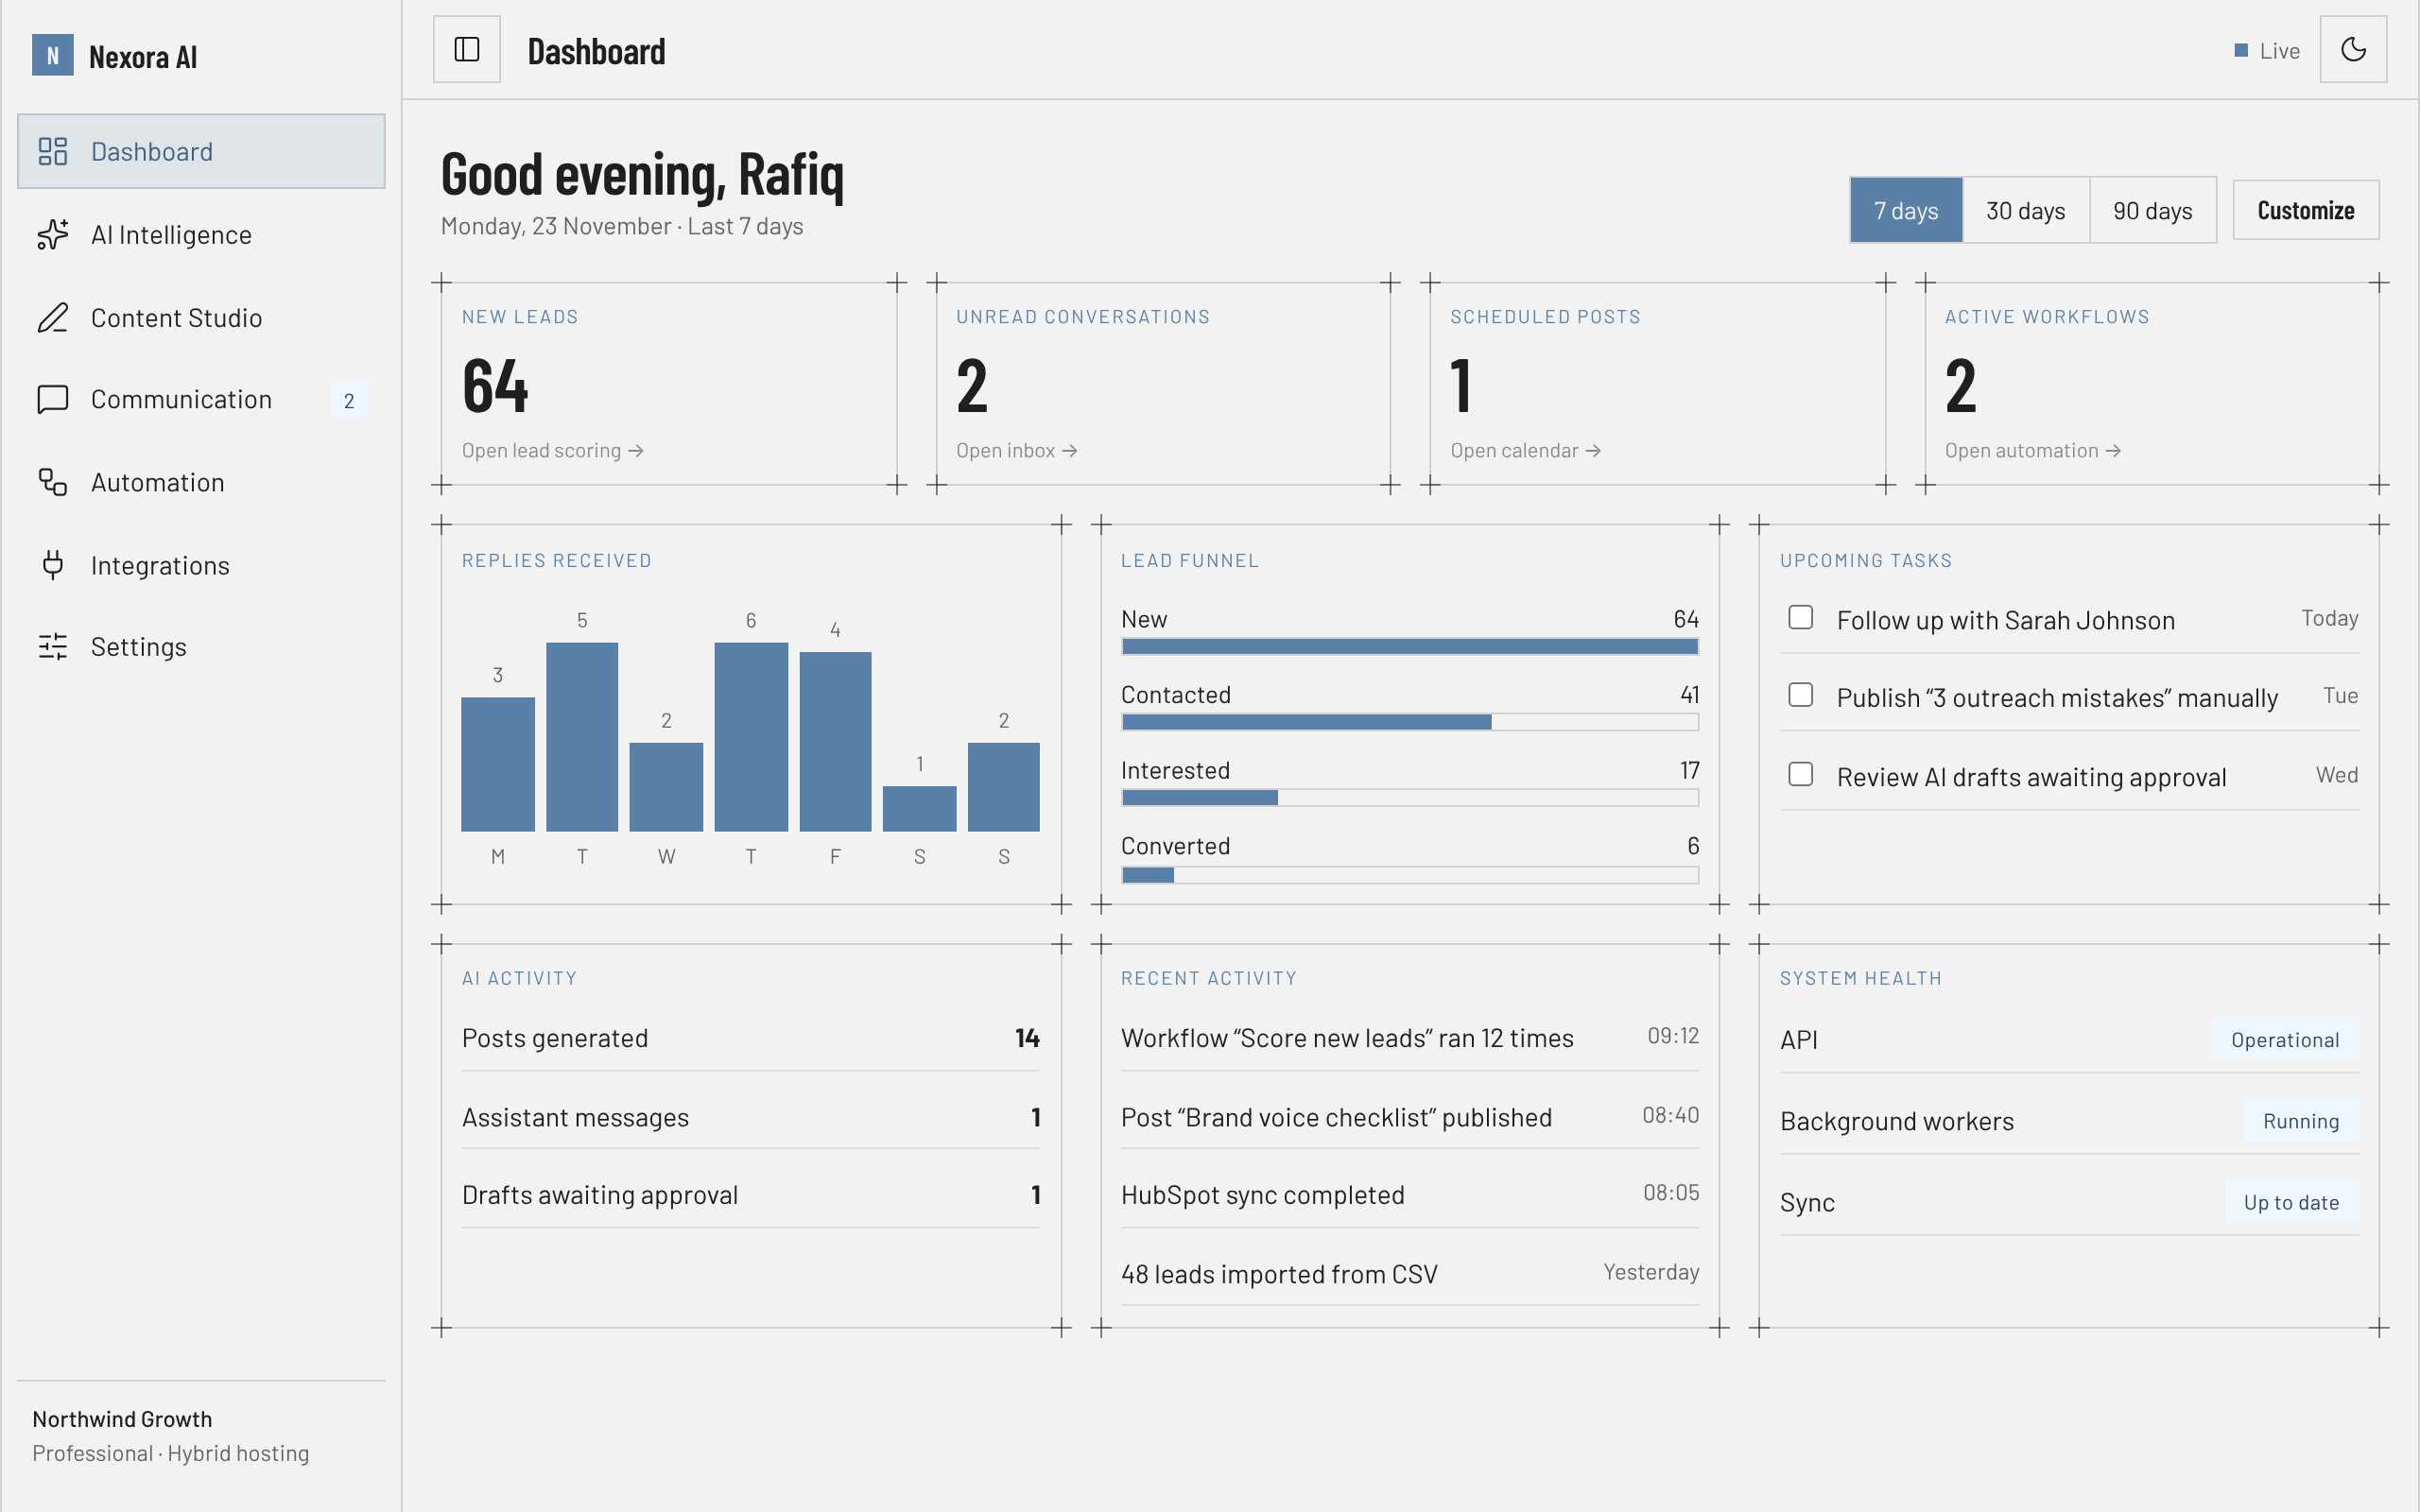 N Nexora AI
Dashboard
AI Intelligence
Content Studio
Communication 2
Automation
Integrations
Settings
Northwind Growth
Professional · Hybrid hosting
Dashboard
Live
Good evening, Rafiq
Monday, 23 November · Last 7 days
7 days 30 days 90 days Customize
NEW LEADS
64
Open lead scoring →
UNREAD CONVERSATIONS
2
Open inbox →
SCHEDULED POSTS
1
Open calendar →
ACTIVE WORKFLOWS
2
Open automation →
REPLIES RECEIVED
3 5 2 6 4 1 2
M T W T F S S
LEAD FUNNEL
New 64
Contacted 41
Interested 17
Converted 6
UPCOMING TASKS
Follow up with Sarah Johnson Today
Publish “3 outreach mistakes” manually Tue
Review AI drafts awaiting approval Wed
AI ACTIVITY
Posts generated 14
Assistant messages 1
Drafts awaiting approval 1
RECENT ACTIVITY
Workflow “Score new leads” ran 12 times 09:12
Post “Brand voice checklist” published 08:40
HubSpot sync completed 08:05
48 leads imported from CSV Yesterday
SYSTEM HEALTH
API Operational
Background workers Running
Sync Up to date